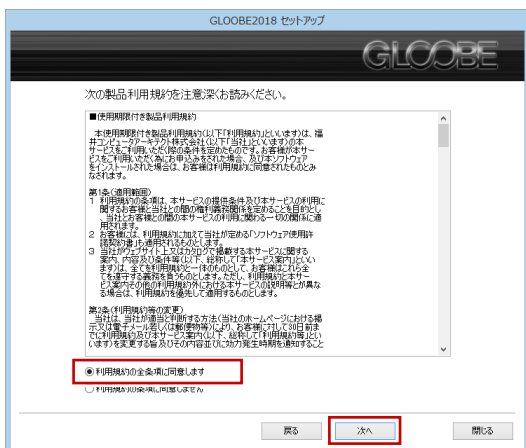 GLOOBE2018 セットアップ
GLOOBE
次の製品利用規約を注意深くお読みください。
■使用期限付き製品利用規約
本使用期限付き製品利用規約(以下「利用規約」といいます)は、福
井コンピュータアーキテクト株式会社(以下「当社」といいます)の本
サービスをご利用いただく際の条件を定めたものです。お客様が本サー
ビスをご利用いただく為にお申込みをされた場合、及び本ソフトウェア
をインストールされた場合は、お客様は利用規約に同意されたものとみ
なされます。
第1条(適用範囲)
1 利用規約の条項は、本サービスの提供条件及び本サービスの利用に
関するお客様と当社との間の権利義務関係を定めることを目的とし
、当社とお客様との間の本サービスの利用に関わる一切の関係に適
用されます。
2 お客様には、利用規約に加えて当社が定める「ソフトウェア使用許
諾契約書」も適用されるものとします。
3 当社がウェブサイト上又はカタログで掲載する本サービスに関する
案内、内容及び条件等(以下、総称して「本サービス案内」といい
ます)は、全てを利用規約と一体のものとして、お客様はこれら全
てを遵守する義務を負うものとします。ただし、利用規約と本サー
ビス案内その他の利用規約外における本サービスの説明等とが異な
る場合は、利用規約を優先して適用するものとします。
第2条(利用規約等の変更)
当社は、当社が適当と判断する方法(当社のホームページにおける掲
示又は電子メール若しくは郵便物等)により、お客様に対して30日前ま
でに利用規約及び本サービス案内(以下、総称して「利用規約等」とい
います)を変更する旨及びその内容並びに効力発生時期を通知すること
利用規約の全条項に同意します
利用規約の条項に同意しません
戻る
次へ
閉じる